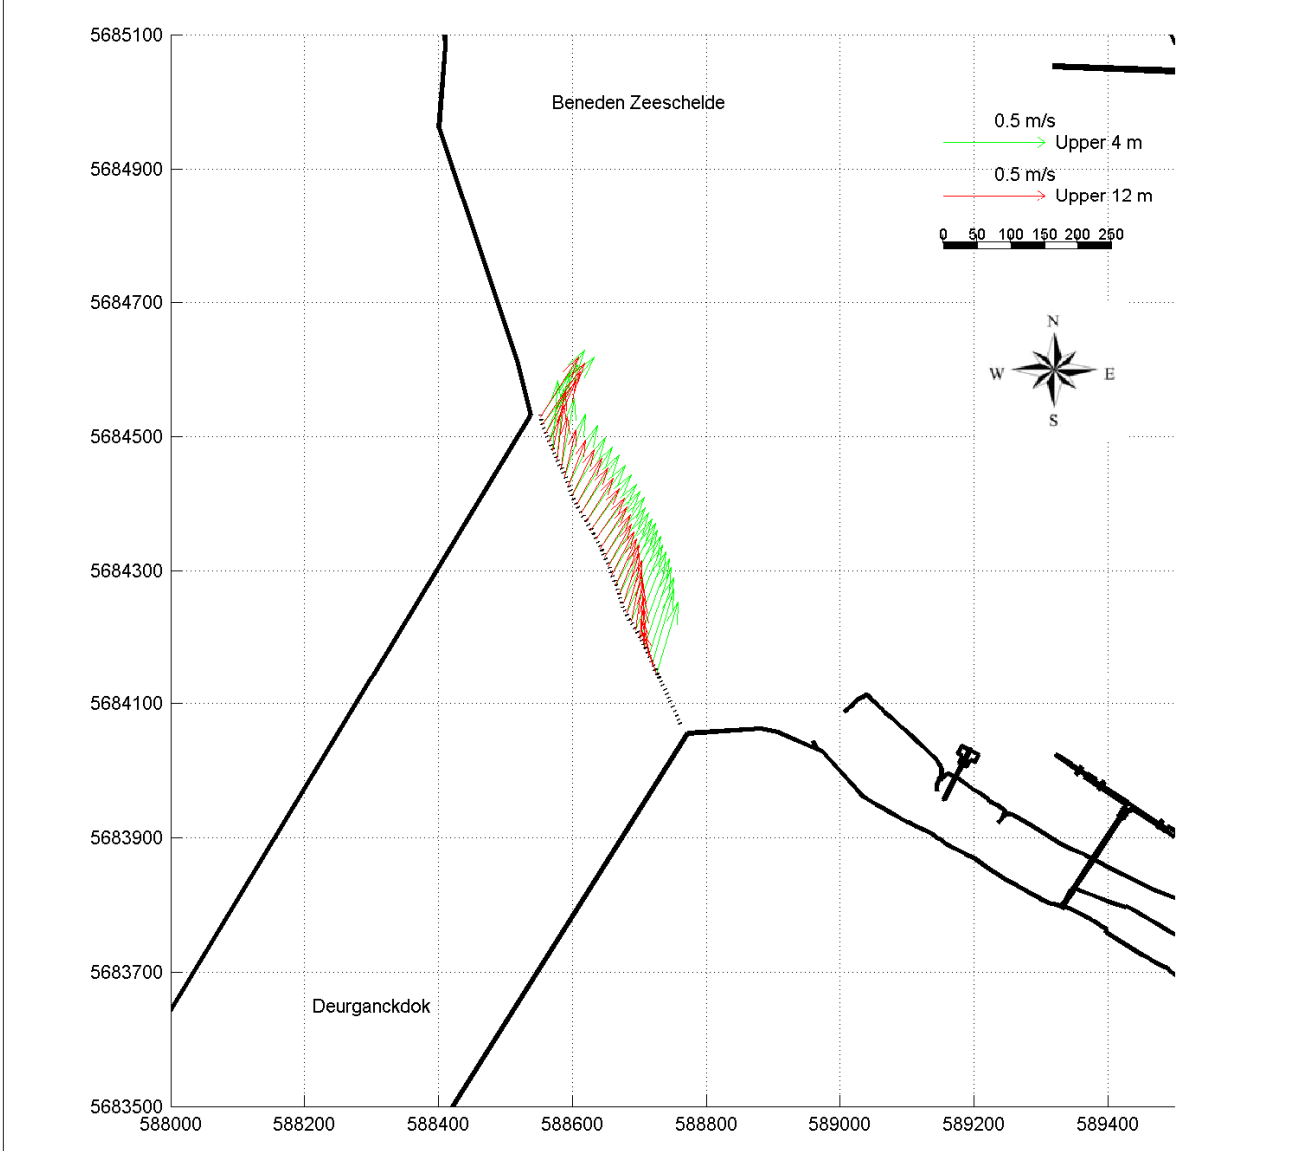 5685100
Beneden Zeeschelde
0.5 m/s
Upper 4 m
5684900
0.5 m/s
Upper 12 m
0 50 100 150 200 250
5684700
N
W E
S
5684500
5684300
5684100
5683900
5683700
Deurganckdok
5683500
588000 588200 588400 588600 588800 589000 589200 589400